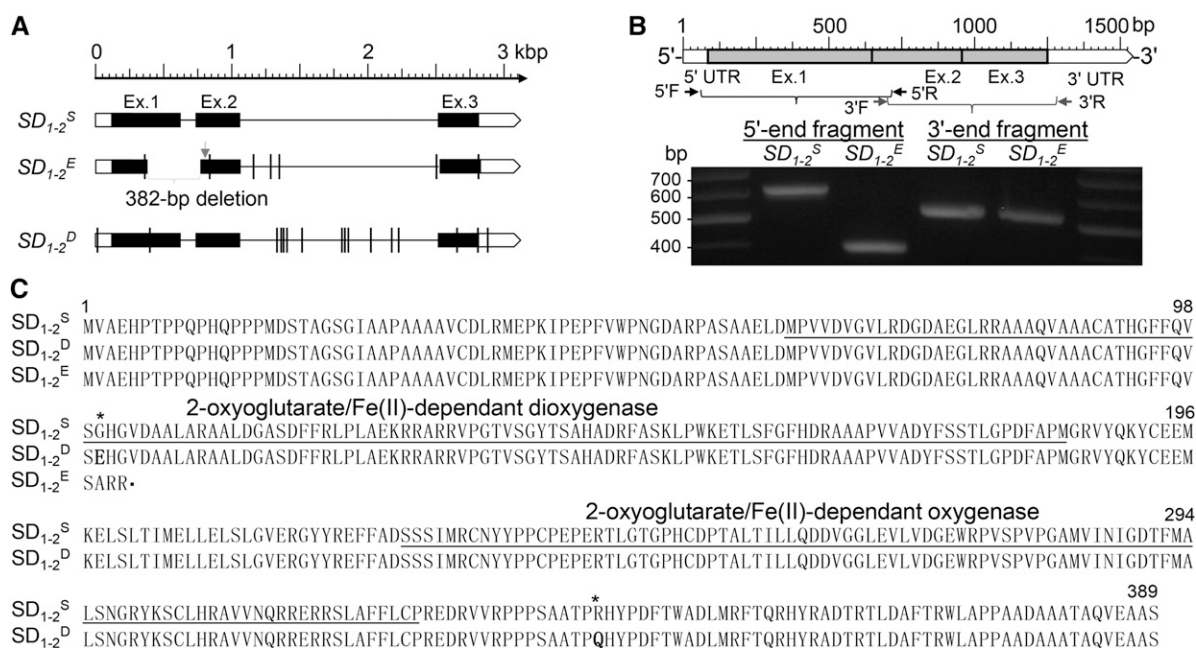 A
0 1 2 3 kbp
Ex.1 Ex.2 Ex.3
SD1-2S
SD1-2E
382-bp deletion
SD1-2D
B
1 500 1000 1500 bp
5'- -3'
5' UTR Ex.1 Ex.2 Ex.3 3' UTR
5'F 5'R
3'F 3'R
5'-end fragment 3'-end fragment
bp SD1-2S SD1-2E SD1-2S SD1-2E
700
600
500
400
C
1 98
SD1-2S MVAEHPTPPQPHQPPPMDSTAGSGIAAPAAAAVCDLRMEPKIPEPFVWPNGDARPASAAELDMPVVDVGVLRDGDAEGLRRAAAQVAAACATHGFFQV
SD1-2D MVAEHPTPPQPHQPPPMDSTAGSGIAAPAAAAVCDLRMEPKIPEPFVWPNGDARPASAAELDMPVVDVGVLRDGDAEGLRRAAAQVAAACATHGFFQV
SD1-2E MVAEHPTPPQPHQPPPMDSTAGSGIAAPAAAAVCDLRMEPKIPEPFVWPNGDARPASAAELDMPVVDVGVLRDGDAEGLRRAAAQVAAACATHGFFQV
* 2-oxyoglutarate/Fe(II)-dependant dioxygenase 196
SD1-2S SGHGVDAALARAALDGASDFFRLPLAEKRRARRVPGTVSGYTSAHADRFASKLPWKETLSFGFHDRAAAPVVADYFSSTLGPDFAPMGRVYQKYCEEM
SD1-2D SEHGVDAALARAALDGASDFFRLPLAEKRRARRVPGTVSGYTSAHADRFASKLPWKETLSFGFHDRAAAPVVADYFSSTLGPDFAPMGRVYQKYCEEM
SD1-2E SARR·
2-oxyoglutarate/Fe(II)-dependant oxygenase 294
SD1-2S KELSLTIMELLELSLGVERGYYREFFADSSSIMRCNYYPPCPEPERTLGTGPHCDPTALTILLQDDVGGLEVLVDGEWRPVSPVPGAMVINIGDTFMA
SD1-2D KELSLTIMELLELSLGVERGYYREFFADSSSIMRCNYYPPCPEPERTLGTGPHCDPTALTILLQDDVGGLEVLVDGEWRPVSPVPGAMVINIGDTFMA
* 389
SD1-2S LSNGRYKSCLHRAVVNQRRERRSLAFFLCPREDRVVRPPPSAATPRHYPDFTWADLMRFTQRHYRADTRTLDAFTRWLAPPAADAAATAQVEAAS
SD1-2D LSNGRYKSCLHRAVVNQRRERRSLAFFLCPREDRVVRPPPSAATPQHYPDFTWADLMRFTQRHYRADTRTLDAFTRWLAPPAADAAATAQVEAAS